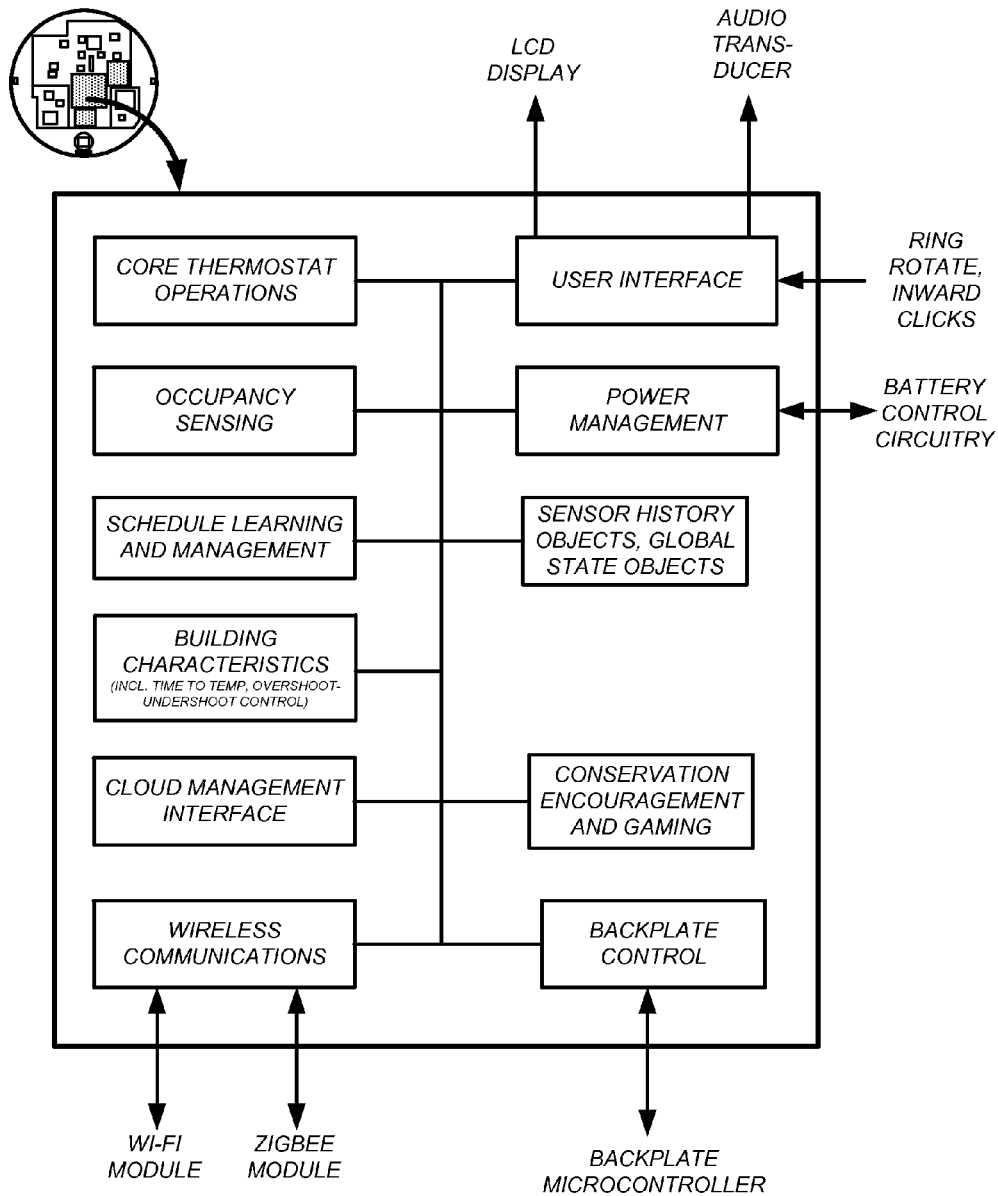 LCD
DISPLAY
AUDIO
TRANS-
DUCER
CORE THERMOSTAT
OPERATIONS
USER INTERFACE
RING
ROTATE,
INWARD
CLICKS
OCCUPANCY
SENSING
POWER
MANAGEMENT
BATTERY
CONTROL
CIRCUITRY
SCHEDULE LEARNING
AND MANAGEMENT
SENSOR HISTORY
OBJECTS, GLOBAL
STATE OBJECTS
BUILDING
CHARACTERISTICS
(INCL. TIME TO TEMP, OVERSHOOT-
UNDERSHOOT CONTROL)
CLOUD MANAGEMENT
INTERFACE
CONSERVATION
ENCOURAGEMENT
AND GAMING
WIRELESS
COMMUNICATIONS
BACKPLATE
CONTROL
WI-FI
MODULE
ZIGBEE
MODULE
BACKPLATE
MICROCONTROLLER